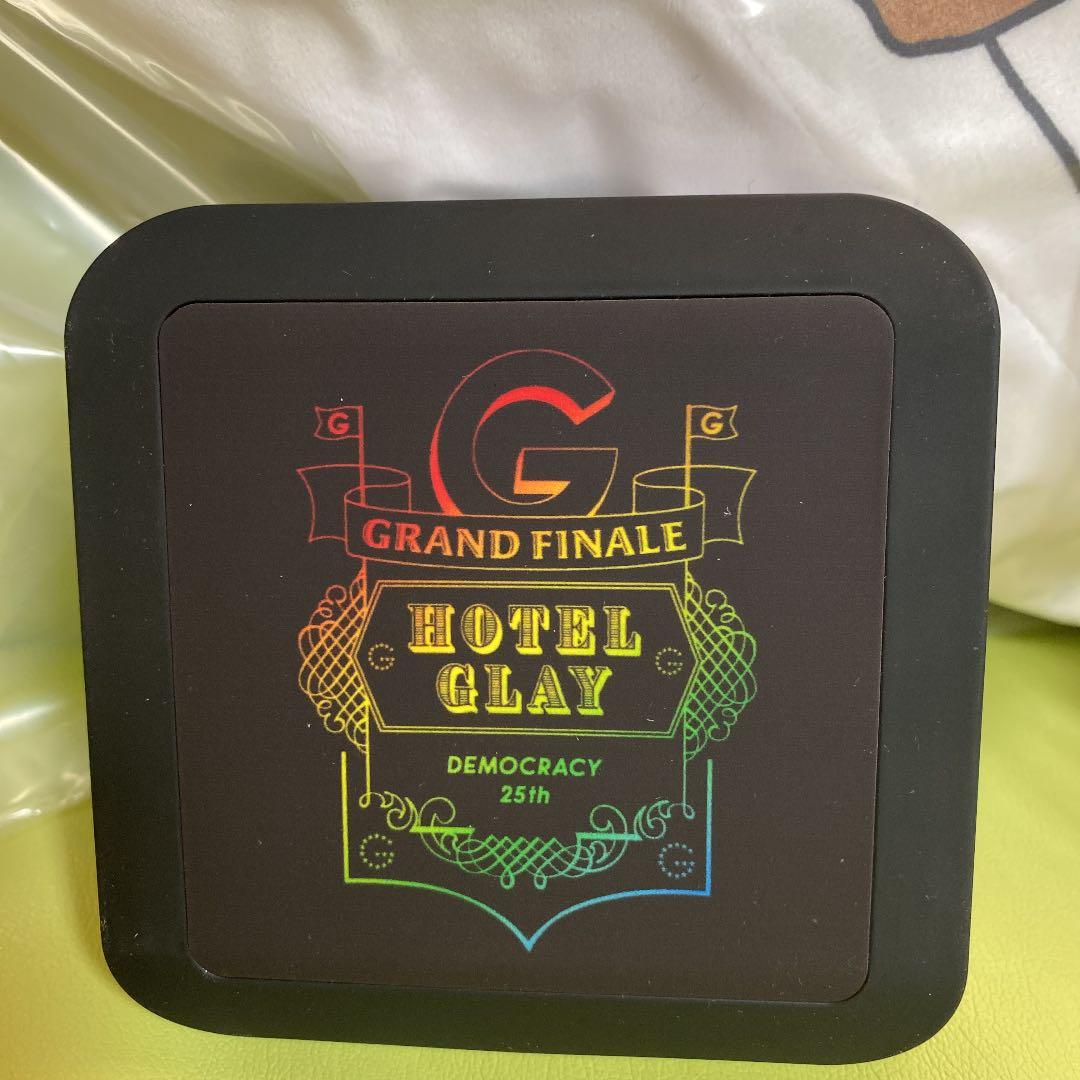 G
G G
GRAND FINALE
HOTEL
G G
GLAY
DEMOCRACY
25th
G G